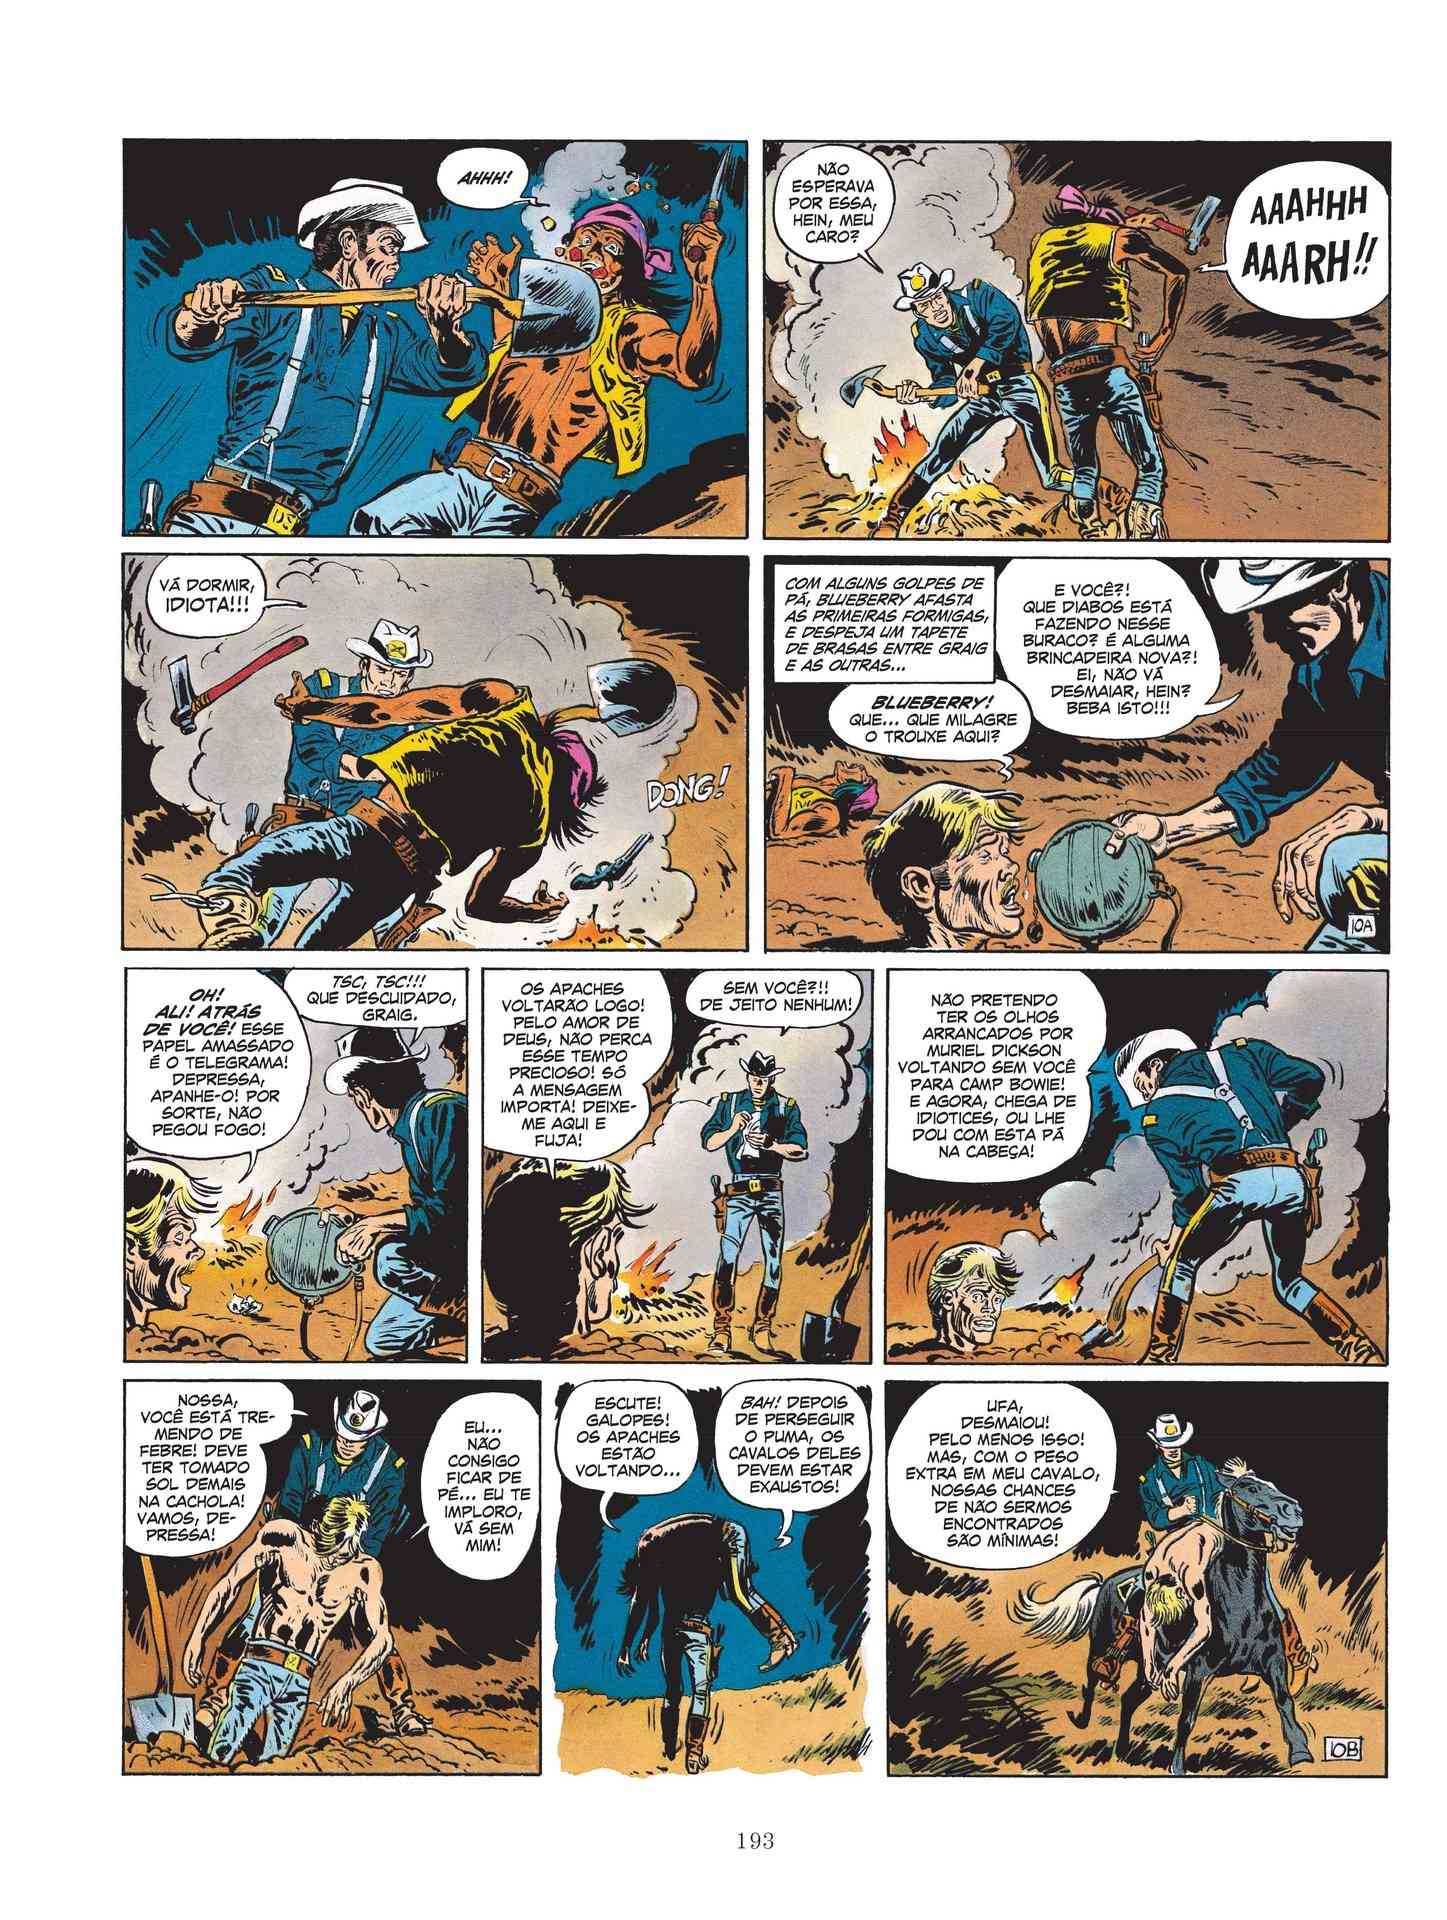 AHHH!
NÃO
ESPERAVA
POR ESSA,
HEIN, MEU
CARO?
AAAHHH
AAARH!!
VÁ DORMIR,
IDIOTA!!!
DONG!
COM ALGUNS GOLPES DE
PÁ, BLUEBERRY AFASTA
AS PRIMEIRAS FORMIGAS,
E DESPEJA UM TAPETE
DE BRASAS ENTRE GRAIG
E AS OUTRAS...
E VOCÊ?!
QUE DIABOS ESTÁ
FAZENDO NESSE
BURACO? É ALGUMA
BRINCADEIRA NOVA?!
EI, NÃO VÁ
DESMAIAR, HEIN?
BEBA ISTO!!!
BLUEBERRY!
QUE... QUE MILAGRE
O TROUXE AQUI?
10A
OH!
ALI! ATRÁS
DE VOCÊ! ESSE
PAPEL AMASSADO
É O TELEGRAMA!
DEPRESSA,
APANHE-O! POR
SORTE, NÃO
PEGOU FOGO!
TSC, TSC!!!
QUE DESCUIDADO,
GRAIG.
OS APACHES
VOLTARÃO LOGO!
PELO AMOR DE
DEUS, NÃO PERCA
ESSE TEMPO
PRECIOSO! SÓ
A MENSAGEM
IMPORTA! DEIXE-
ME AQUI E
FUJA!
SEM VOCÊ?!!
DE JEITO NENHUM!
NÃO PRETENDO
TER OS OLHOS
ARRANCADOS POR
MURIEL DICKSON
VOLTANDO SEM VOCÊ
PARA CAMP BOWIE!
E AGORA, CHEGA DE
IDIOTICES, OU LHE
DOU COM ESTA PÁ
NA CABEÇA!
NOSSA,
VOCÊ ESTÁ TRE-
MENDO DE
FEBRE! DEVE
TER TOMADO
SOL DEMAIS
NA CACHOLA!
VAMOS, DE-
PRESSA!
EU...
NÃO
CONSIGO
FICAR DE
PÉ... EU TE
IMPLORO,
VÁ SEM
MIM!
ESCUTE!
GALOPES!
OS APACHES
ESTÃO
VOLTANDO...
BAH! DEPOIS
DE PERSEGUIR
O PUMA, OS
CAVALOS DELES
DEVEM ESTAR
EXAUSTOS!
UFA,
DESMAIOU!
PELO MENOS ISSO!
MAS, COM O PESO
EXTRA EM MEU CAVALO,
NOSSAS CHANCES
DE NÃO SERMOS
ENCONTRADOS
SÃO MÍNIMAS!
10B
193